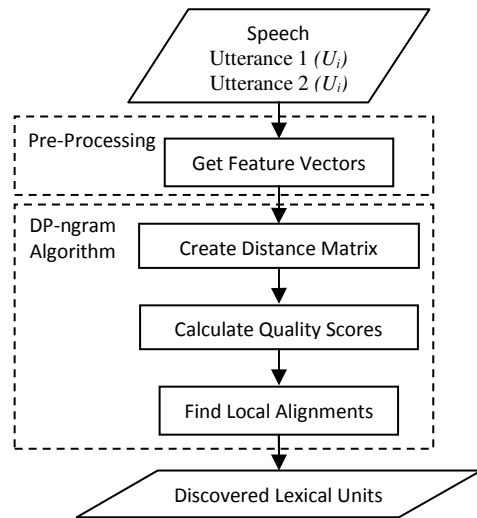 Speech
Utterance 1 (Ui)
Utterance 2 (Ui)
Pre-Processing
Get Feature Vectors
DP-ngram
Algorithm
Create Distance Matrix
Calculate Quality Scores
Find Local Alignments
Discovered Lexical Units